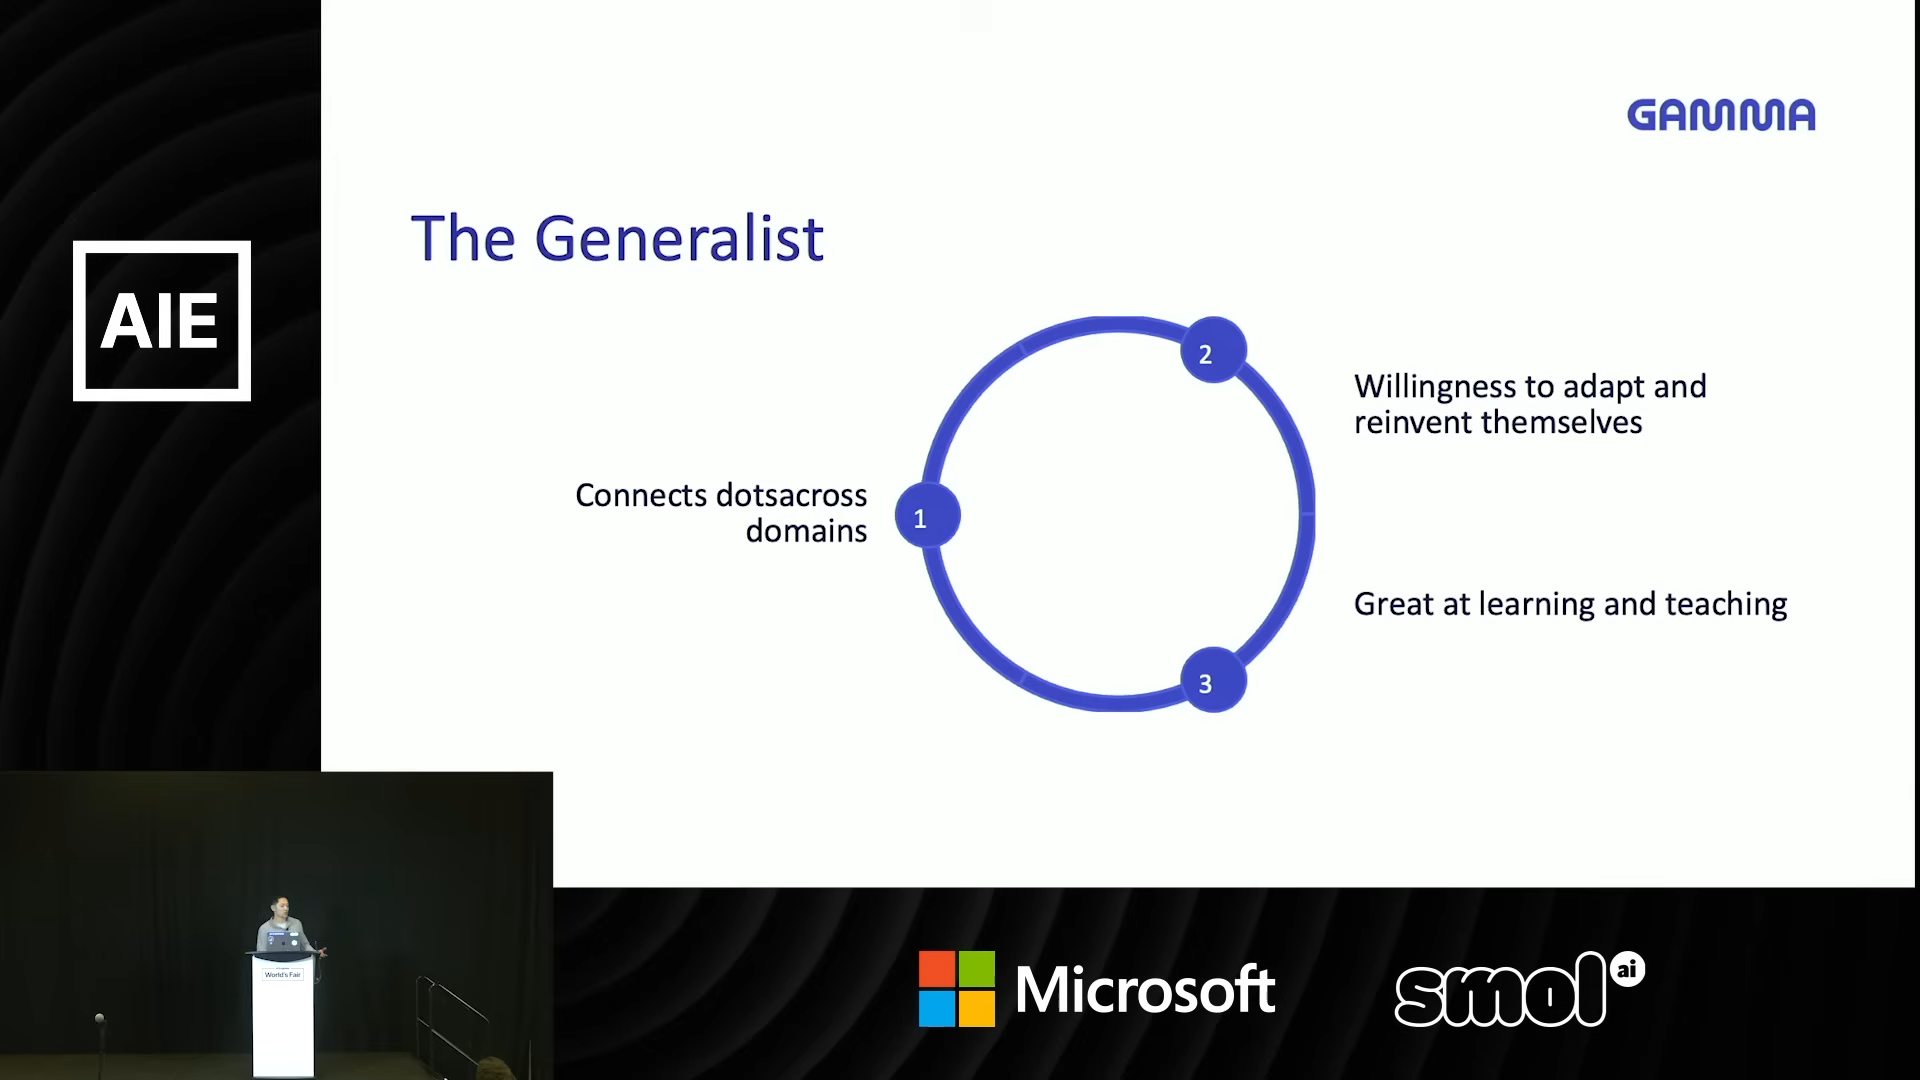 GAMMA
The Generalist
AIE
2
Willingness to adapt and
reinvent themselves
Connects dotsacross
domains
1
Great at learning and teaching
3
World's Fair
Microsoft
smol ai